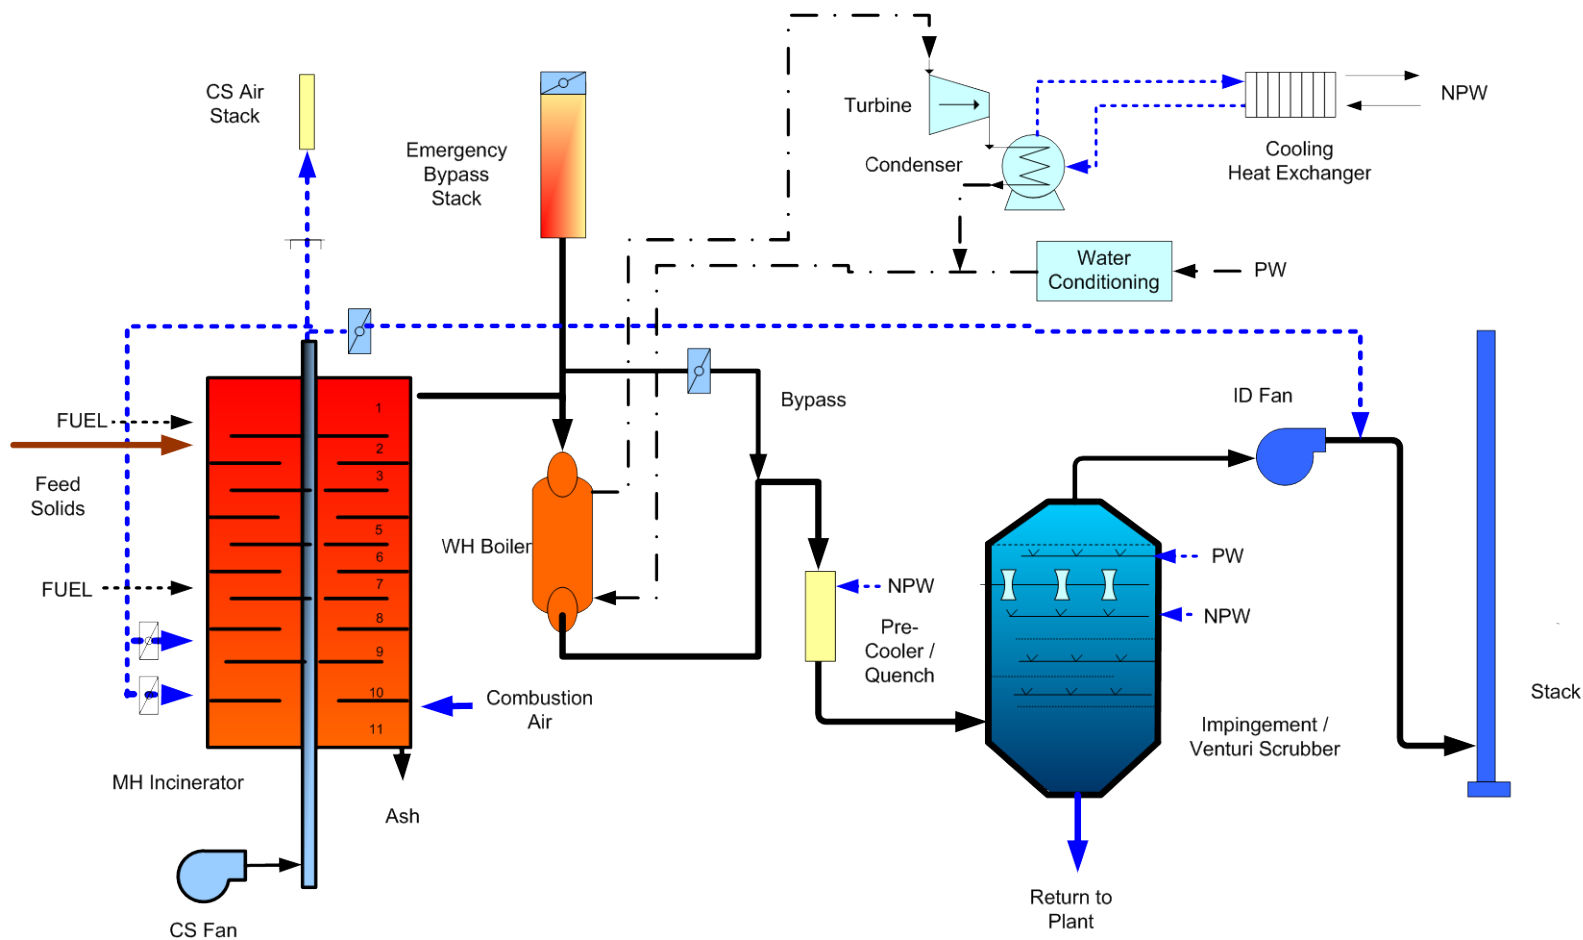 CS Air
Stack
Emergency
Bypass
Stack
Turbine
Condenser
NPW
Cooling
Heat Exchanger
Water
Conditioning
PW
FUEL
Feed
Solids
FUEL
1
2
3
5
6
7
8
9
10
11
WH Boiler
Bypass
ID Fan
NPW
Pre-
Cooler /
Quench
PW
NPW
Combustion
Air
Impingement /
Venturi Scrubber
Stack
MH Incinerator
Ash
CS Fan
Return to
Plant